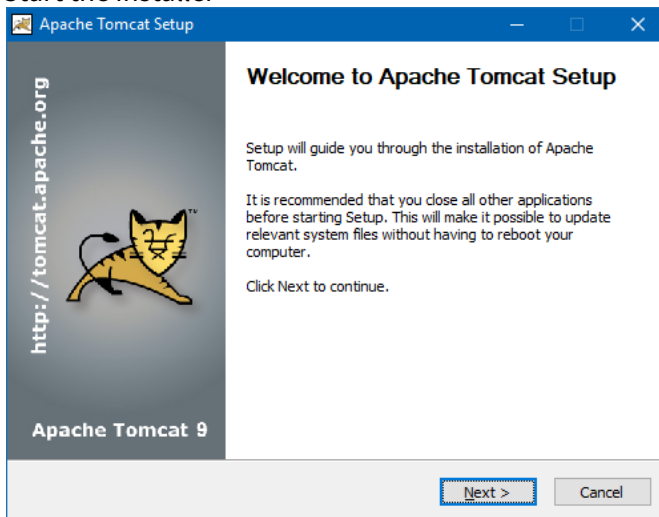 Start the installer
Apache Tomcat Setup
http://tomcat.apache.org
Welcome to Apache Tomcat Setup
Setup will guide you through the installation of Apache
Tomcat.
It is recommended that you close all other applications
before starting Setup. This will make it possible to update
relevant system files without having to reboot your
computer.
Click Next to continue.
TM
Apache Tomcat 9
Next >
Cancel